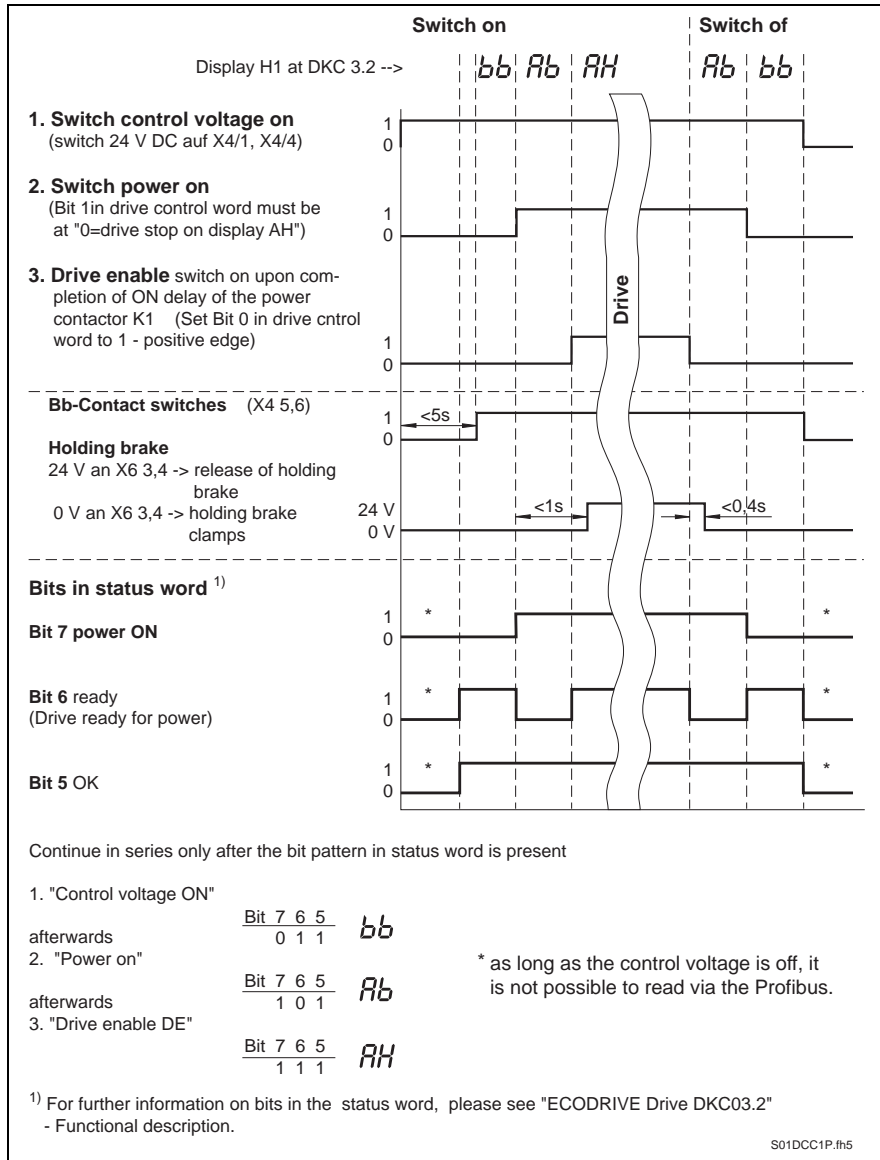 Switch on Switch of
Display H1 at DKC 3.2 --> bb Ab AH Ab bb
1. Switch control voltage on
(switch 24 V DC auf X4/1, X4/4)
1
0
2. Switch power on
(Bit 1in drive control word must be
at "0=drive stop on display AH")
1
0
3. Drive enable switch on upon com-
pletion of ON delay of the power
contactor K1 (Set Bit 0 in drive cntrol
word to 1 - positive edge)
1
0
Drive
Bb-Contact switches (X4 5,6)
1
0
<5s
Holding brake
24 V an X6 3,4 -> release of holding
brake
0 V an X6 3,4 -> holding brake
clamps
24 V
0 V
<1s
<0,4s
Bits in status word 1)
Bit 7 power ON
1
0
* *
Bit 6 ready
(Drive ready for power)
1
0
* *
Bit 5 OK
1
0
* *
Continue in series only after the bit pattern in status word is present
1. "Control voltage ON"
Bit 7 6 5
0 1 1 bb
afterwards
2. "Power on"
Bit 7 6 5
1 0 1 Ab
afterwards
3. "Drive enable DE"
Bit 7 6 5
1 1 1 AH
* as long as the control voltage is off, it
is not possible to read via the Profibus.
1) For further information on bits in the status word, please see "ECODRIVE Drive DKC03.2"
- Functional description.
S01DCC1P.fh5